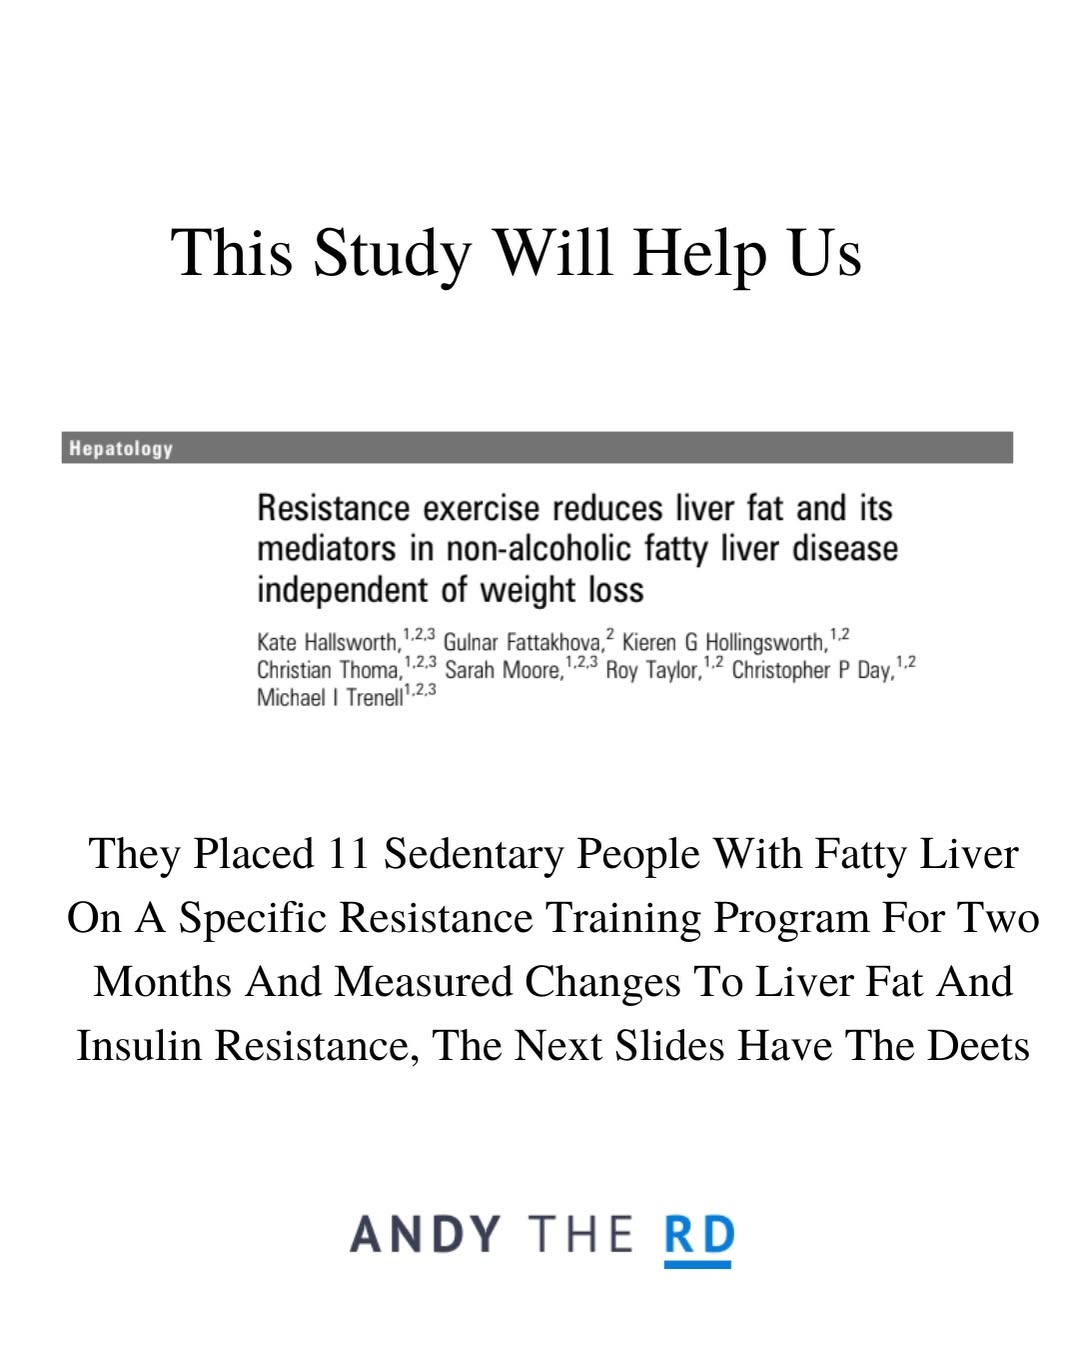 This Study Will Help Us
Hepatology
Resistance exercise reduces liver fat and its
mediators in non-alcoholic fatty liver disease
independent of weight loss
Kate Hallsworth,1,2,3 Gulnar Fattakhova,2 Kieren G Hollingsworth,1,2
Christian Thoma,1,2,3 Sarah Moore,1,2,3 Roy Taylor,1,2 Christopher P Day,1,2
Michael I Trenell1,2,3
They Placed 11 Sedentary People With Fatty Liver
On A Specific Resistance Training Program For Two
Months And Measured Changes To Liver Fat And
Insulin Resistance, The Next Slides Have The Deets
ANDY THE RD